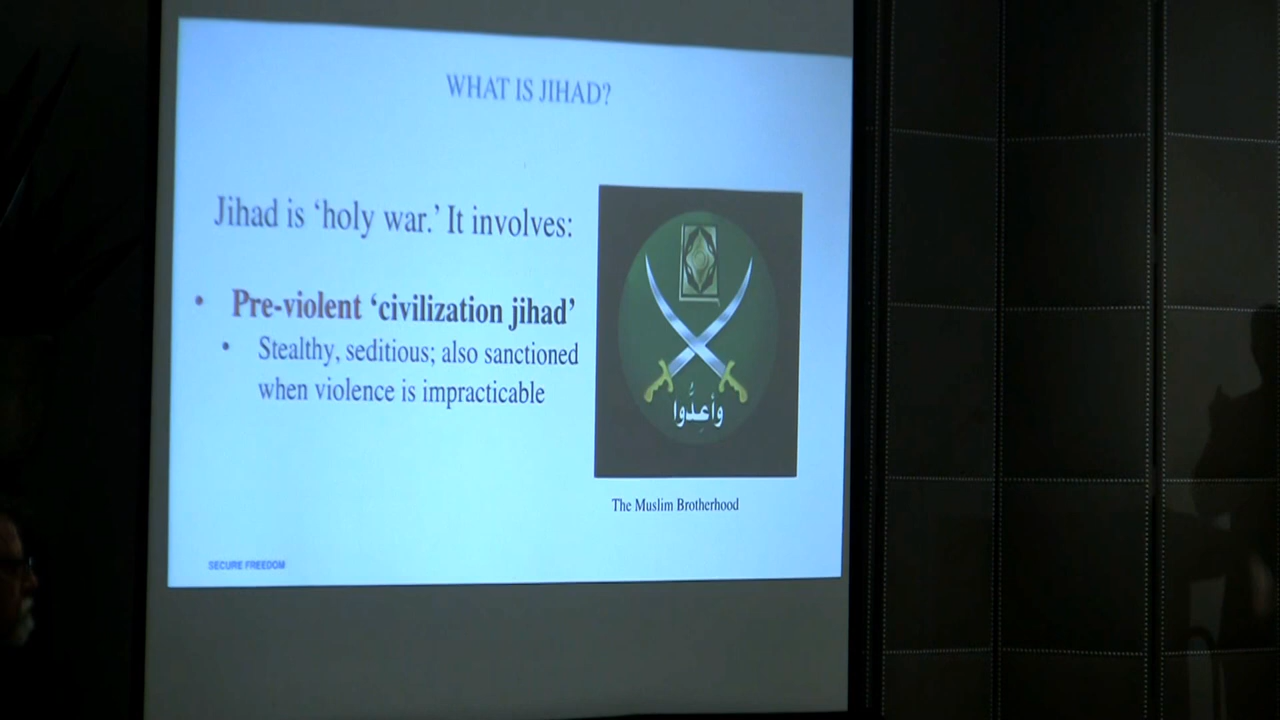 WHAT IS JIHAD?
Jihad is ‘holy war.’ It involves:
• Pre-violent ‘civilization jihad’
• Stealthy, seditious; also sanctioned
when violence is impracticable
وأعدُّوا
The Muslim Brotherhood
SECURE FREEDOM